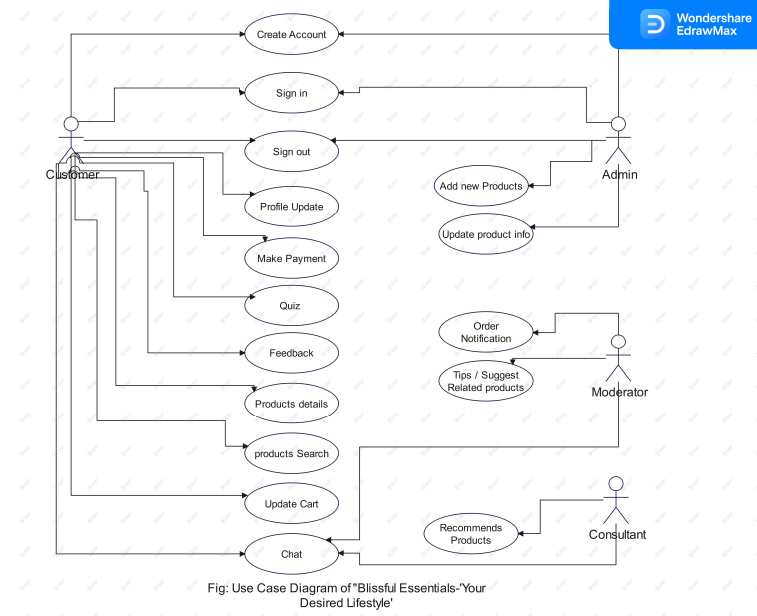 Wondershare
EdrawMax
Create Account
Sign in
Sign out
Customer
Admin
Add new Products
Profile Update
Update product info
Make Payment
Quiz
Order
Notification
Feedback
Tips / Suggest
Related products
Moderator
Products details
products Search
Update Cart
Recommends
Products
Consultant
Chat
Fig: Use Case Diagram of "Blissful Essentials-'Your
Desired Lifestyle'